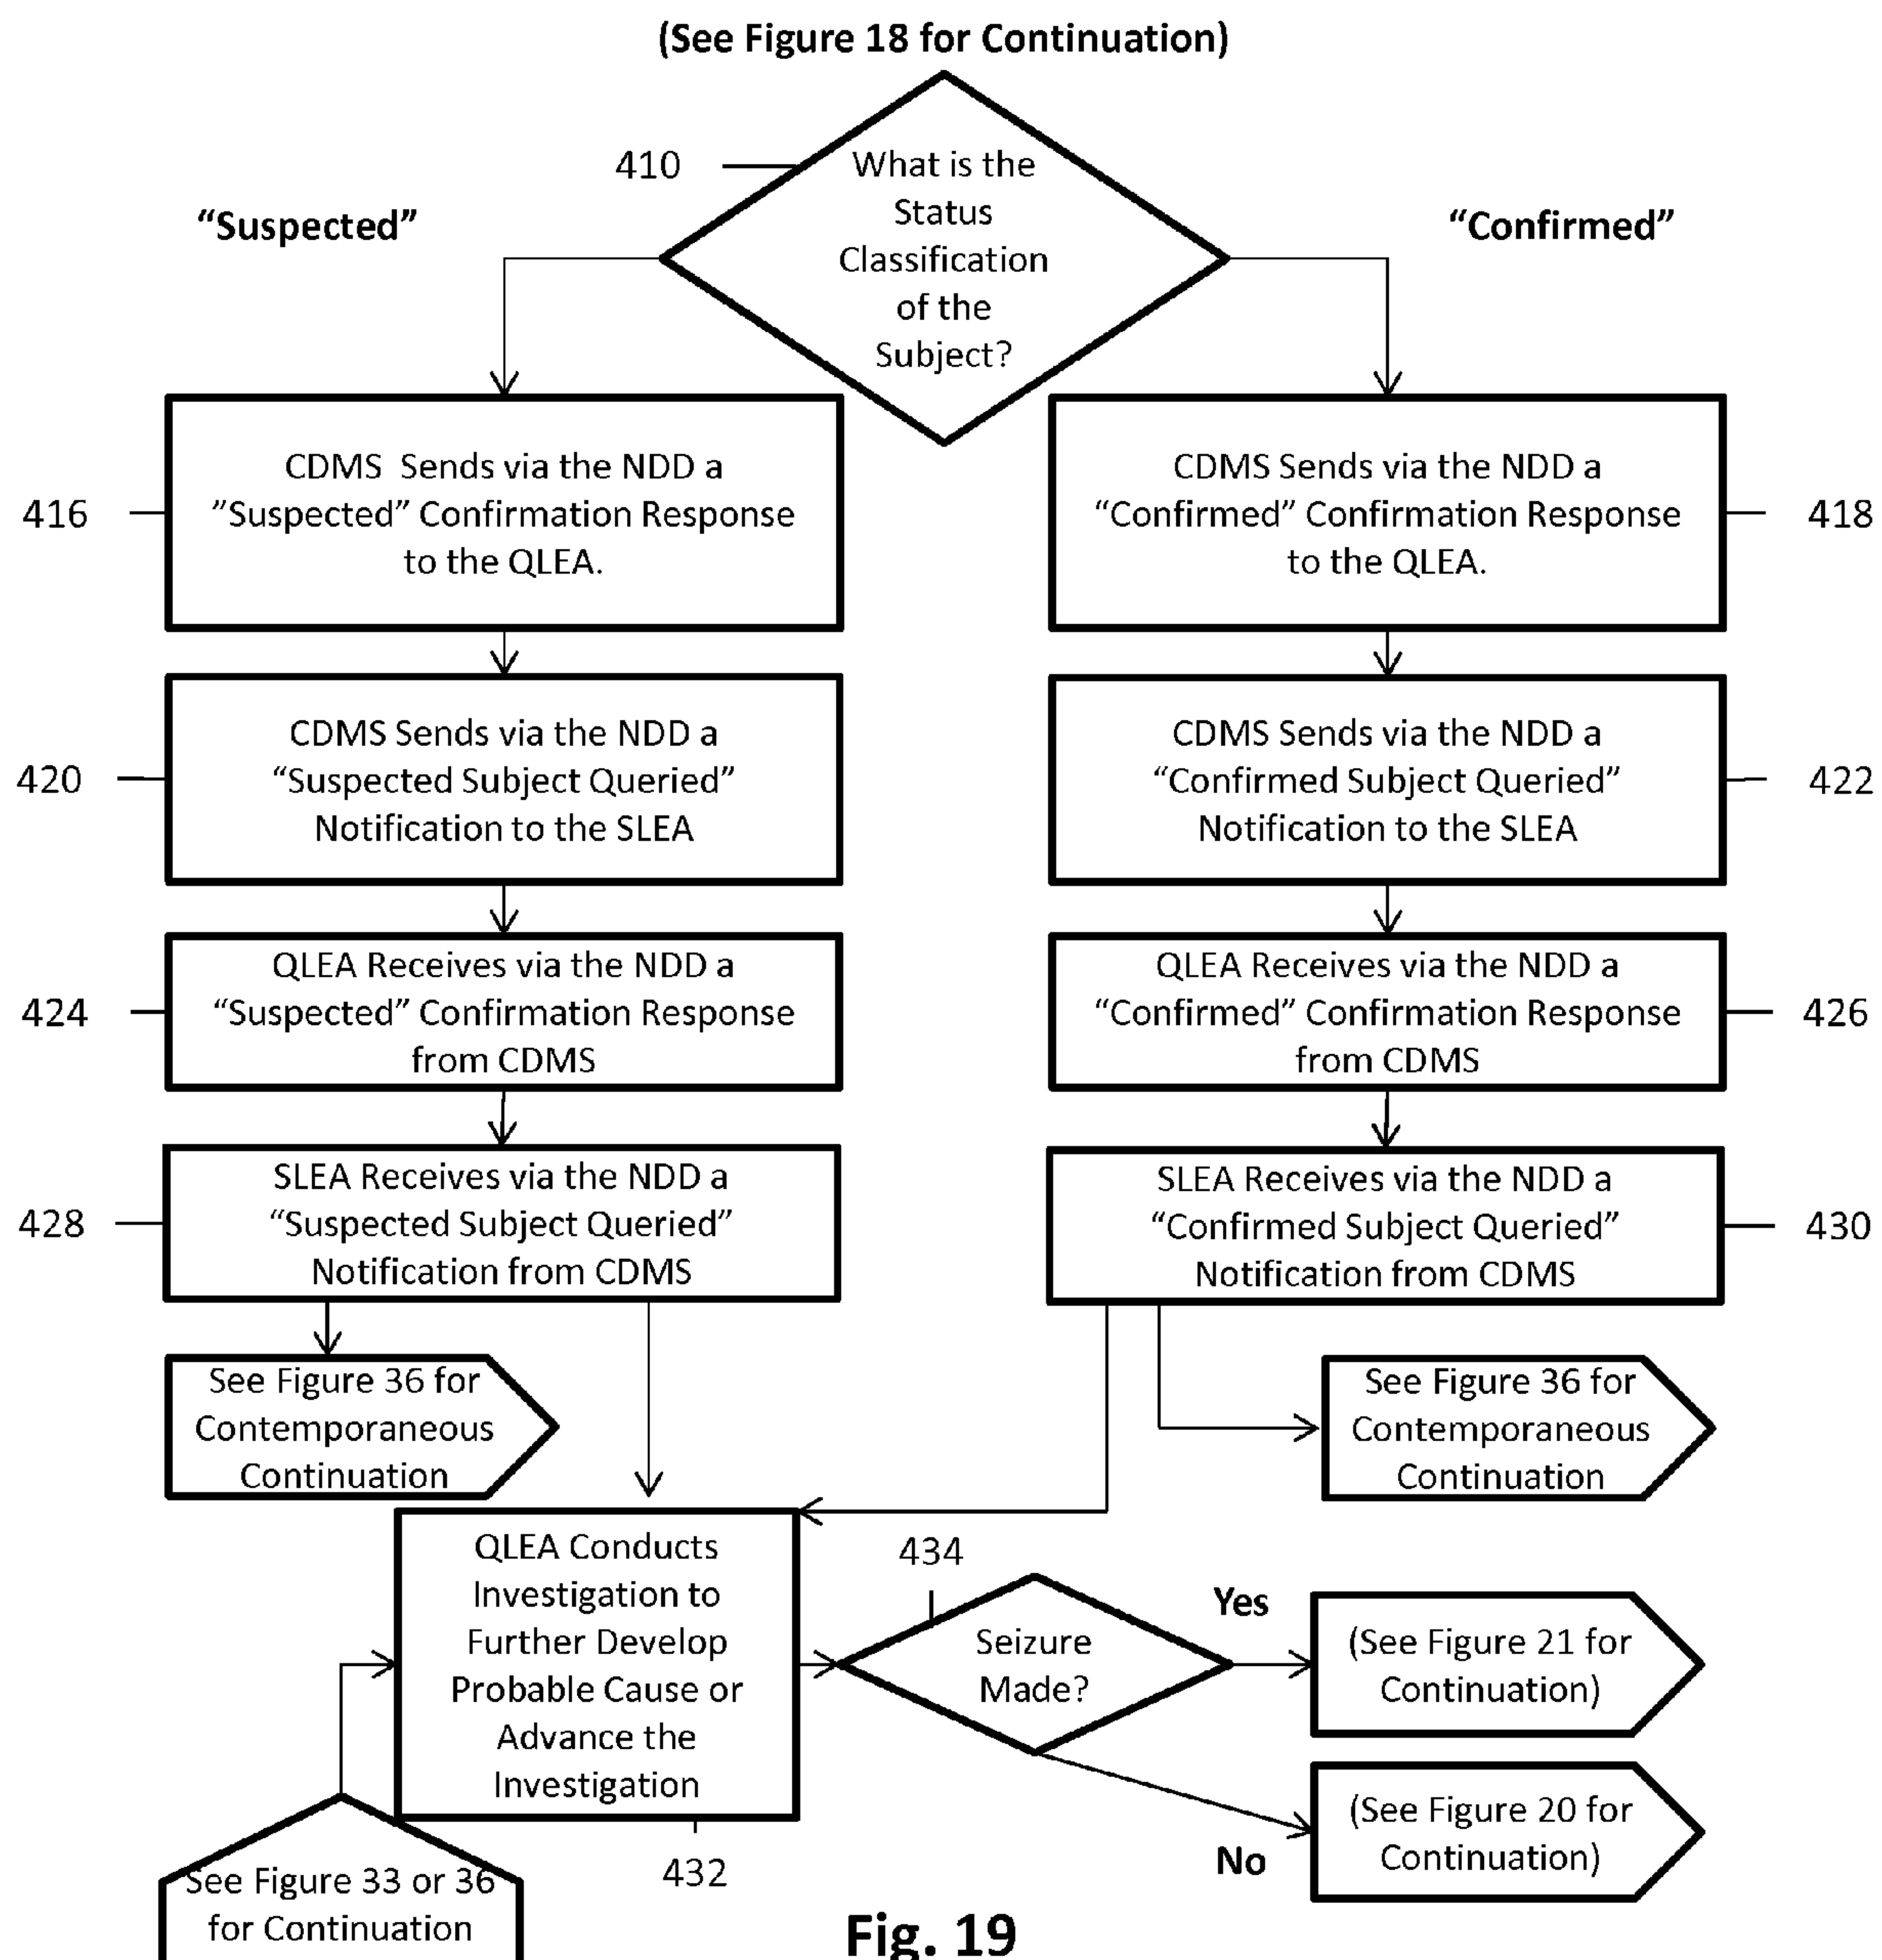 (See Figure 18 for Continuation)
410
What is the
Status
Classification
of the
Subject?
“Suspected”
“Confirmed”
416
CDMS Sends via the NDD a
”Suspected” Confirmation Response
to the QLEA.
CDMS Sends via the NDD a
“Confirmed” Confirmation Response
to the QLEA.
418
420
CDMS Sends via the NDD a
“Suspected Subject Queried”
Notification to the SLEA
CDMS Sends via the NDD a
“Confirmed Subject Queried”
Notification to the SLEA
422
424
QLEA Receives via the NDD a
“Suspected” Confirmation Response
from CDMS
QLEA Receives via the NDD a
“Confirmed” Confirmation Response
from CDMS
426
428
SLEA Receives via the NDD a
“Suspected Subject Queried”
Notification from CDMS
SLEA Receives via the NDD a
“Confirmed Subject Queried”
Notification from CDMS
430
See Figure 36 for
Contemporaneous
Continuation
See Figure 36 for
Contemporaneous
Continuation
QLEA Conducts
Investigation to
Further Develop
Probable Cause or
Advance the
Investigation
432
434
Seizure
Made?
Yes
(See Figure 21 for
Continuation)
No
(See Figure 20 for
Continuation)
See Figure 33 or 36
for Continuation
Fig. 19